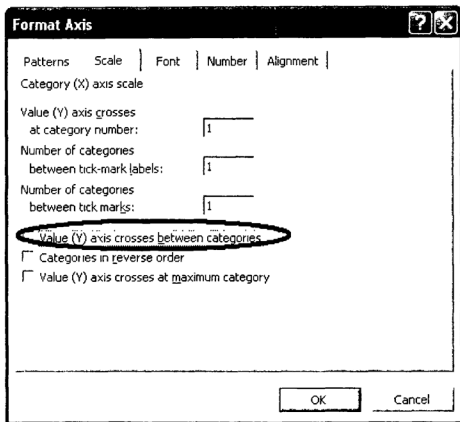 Format Axis
Patterns Scale Font Number Alignment
Category (X) axis scale
Value (Y) axis crosses
at category number: 1
Number of categories
between tick-mark labels: 1
Number of categories
between tick marks: 1
Value (Y) axis crosses between categories
Categories in reverse order
Value (Y) axis crosses at maximum category
OK Cancel